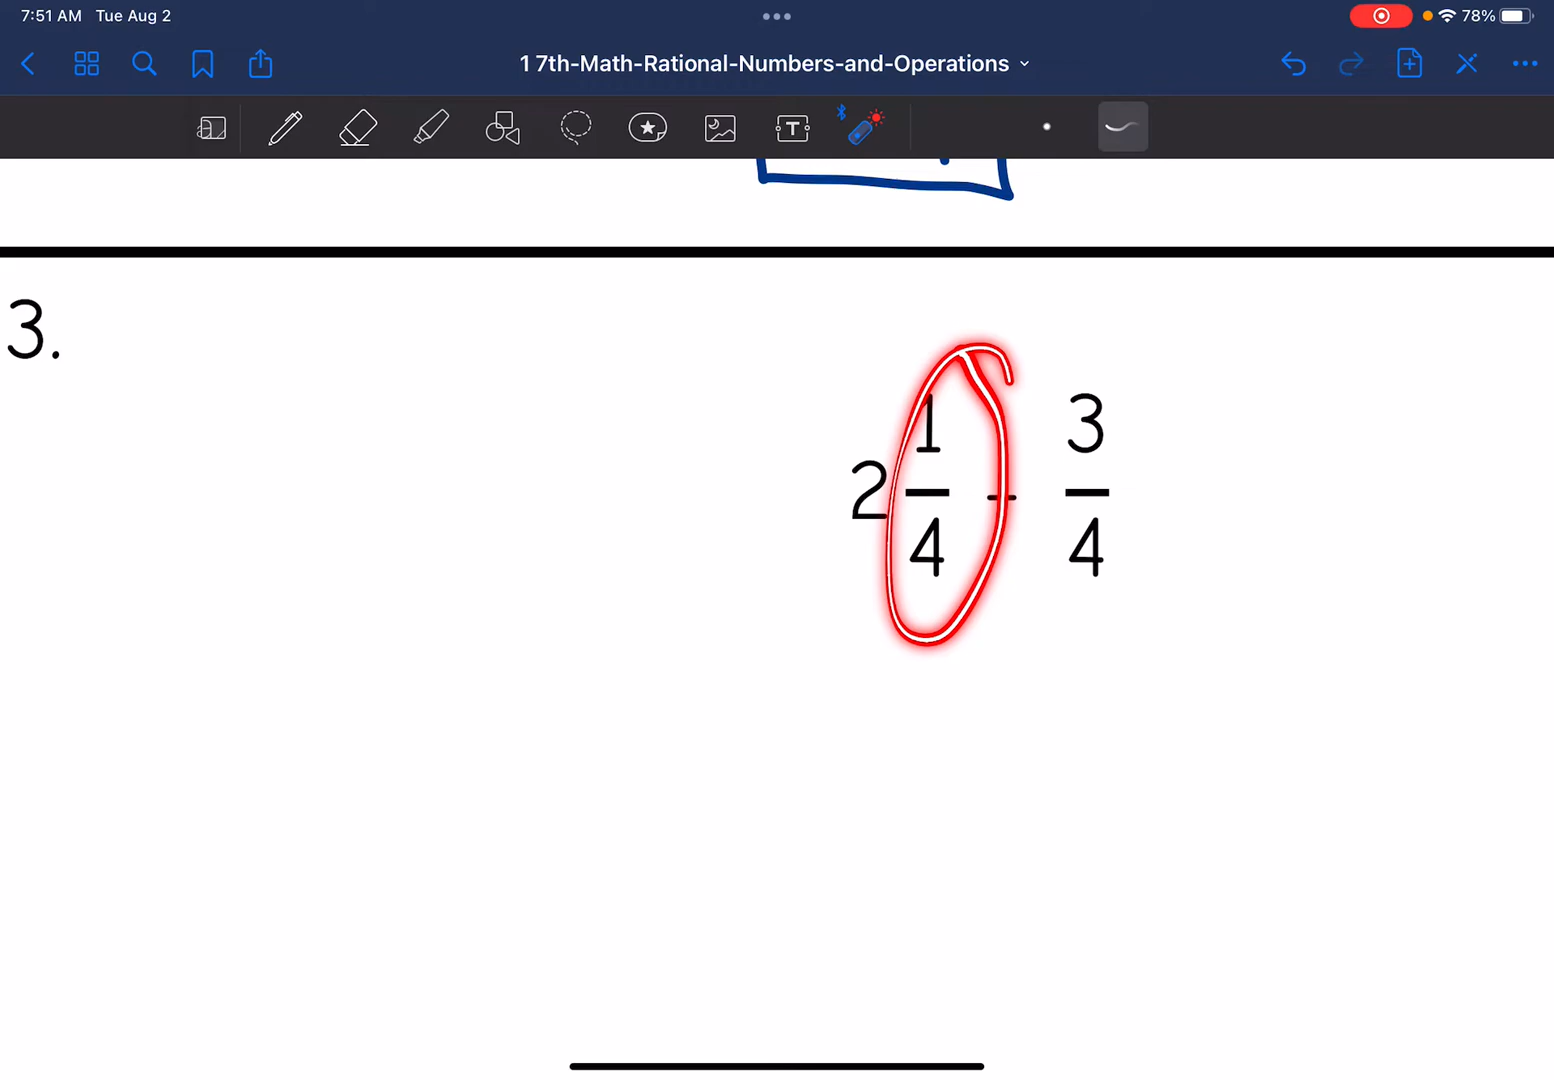 7:51 AM Tue Aug 2
78%
1 7th-Math-Rational-Numbers-and-Operations
T
3.
2 1/4 - 3/4